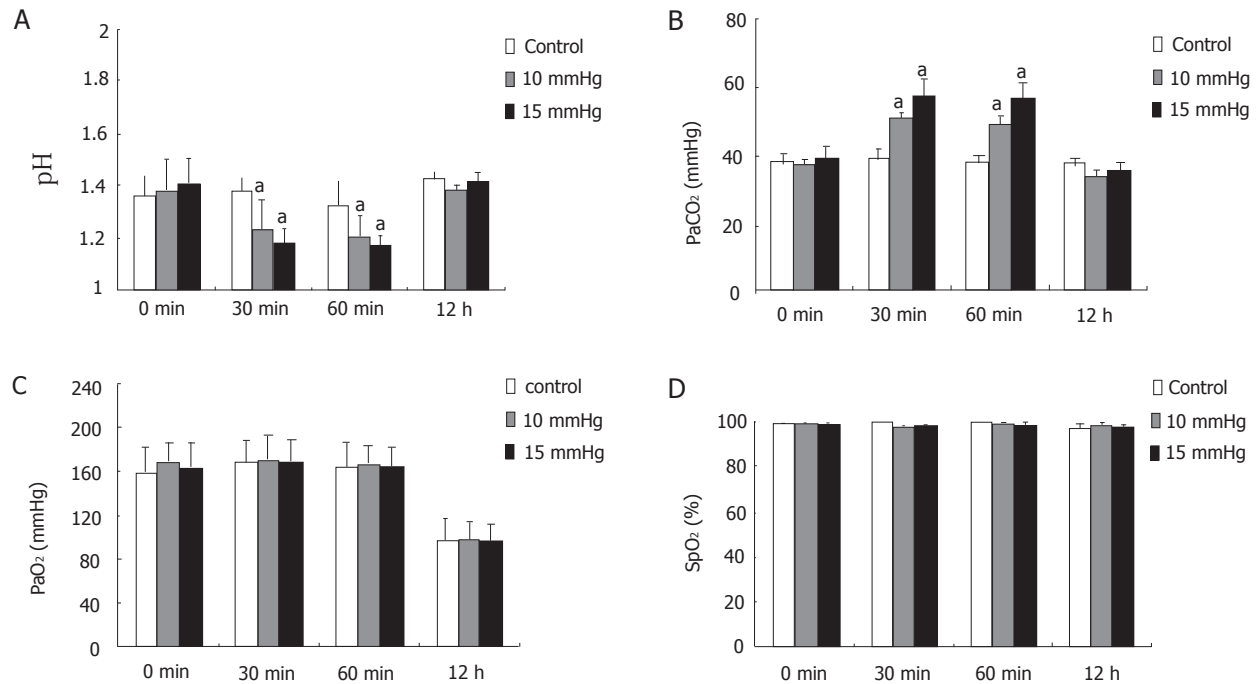 A
pH
2
1.8
1.6
1.4
1.2
1
Control
10 mmHg
15 mmHg
a
a
a
a
0 min 30 min 60 min 12 h
B
PaCO2 (mmHg)
80
60
40
20
0
Control
10 mmHg
15 mmHg
a
a
a
a
0 min 30 min 60 min 12 h
C
PaO2 (mmHg)
240
200
160
120
80
40
0
control
10 mmHg
15 mmHg
0 min 30 min 60 min 12 h
D
SpO2 (%)
100
80
60
40
20
0
Control
10 mmHg
15 mmHg
0 min 30 min 60 min 12 h